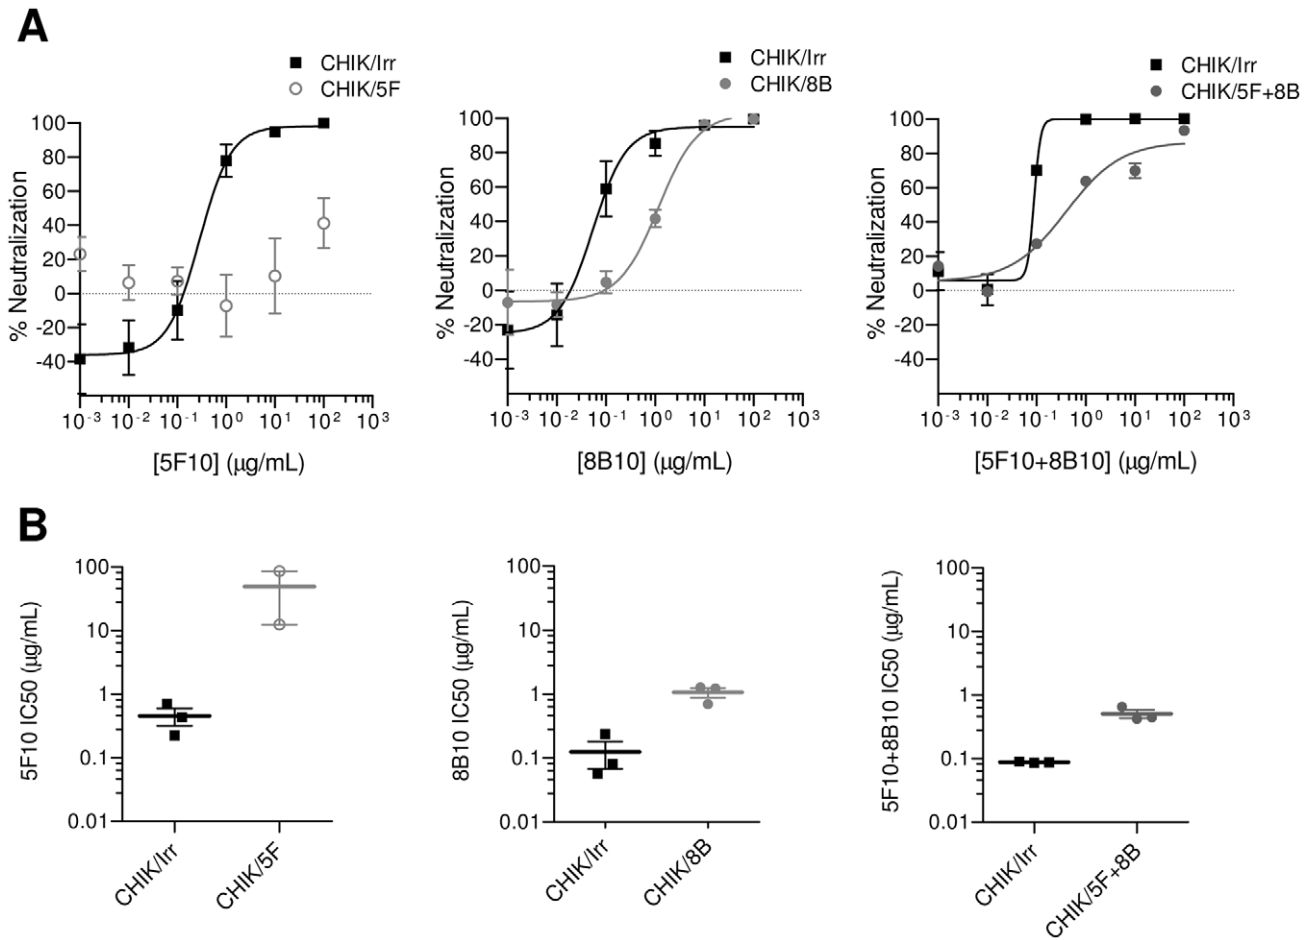 A
CHIK/Irr
CHIK/5F
% Neutralization
100
80
60
40
20
0
-20
-40
10-3 10-2 10-1 100 101 102 103
[5F10] (µg/mL)
CHIK/Irr
CHIK/8B
% Neutralization
100
80
60
40
20
0
-20
-40
10-3 10-2 10-1 100 101 102 103
[8B10] (µg/mL)
CHIK/Irr
CHIK/5F+8B
% Neutralization
100
80
60
40
20
0
-20
-40
10-3 10-2 10-1 100 101 102 103
[5F10+8B10] (µg/mL)
B
5F10 IC50 (µg/mL)
100
10
1
0.1
0.01
CHIK/Irr
CHIK/5F
8B10 IC50 (µg/mL)
100
10
1
0.1
0.01
CHIK/Irr
CHIK/8B
5F10+8B10 IC50 (µg/mL)
100
10
1
0.1
0.01
CHIK/Irr
CHIK/5F+8B